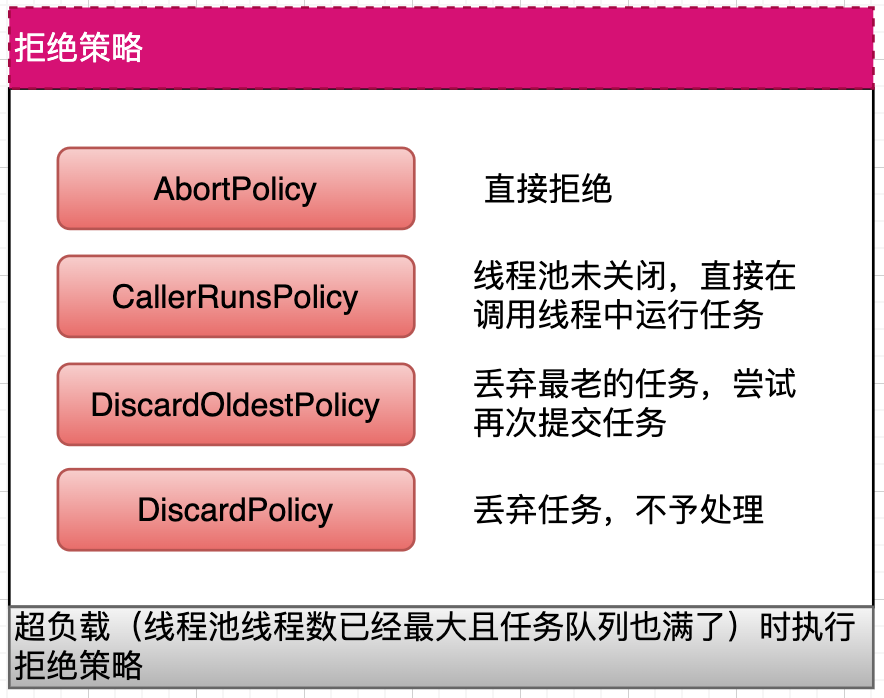 拒绝策略
AbortPolicy
直接拒绝
CallerRunsPolicy
线程池未关闭，直接在
调用线程中运行任务
DiscardOldestPolicy
丢弃最老的任务，尝试
再次提交任务
DiscardPolicy
丢弃任务，不予处理
超负载（线程池线程数已经最大且任务队列也满了）时执行
拒绝策略